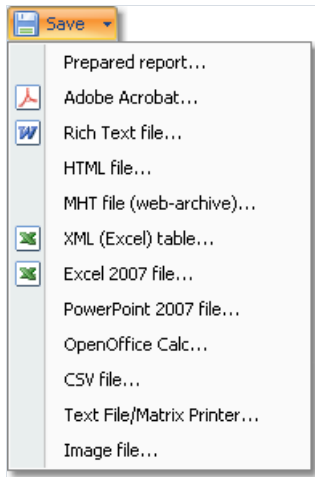 Save
Prepared report...
Adobe Acrobat...
Rich Text file...
HTML file...
MHT file (web-archive)...
XML (Excel) table...
Excel 2007 file...
PowerPoint 2007 file...
OpenOffice Calc...
CSV file...
Text File/Matrix Printer...
Image file...